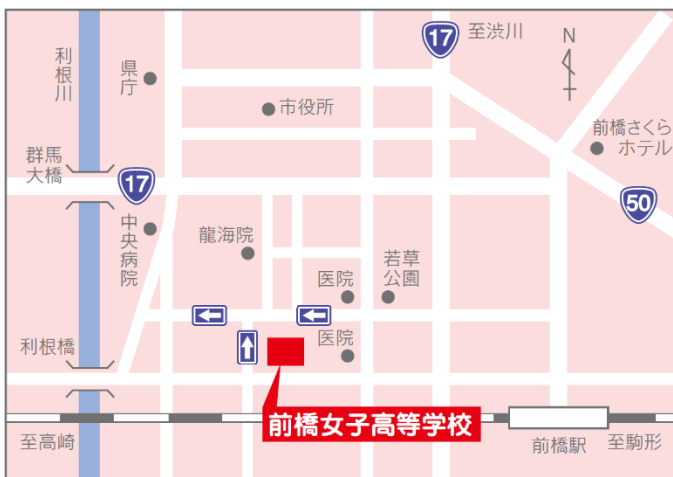 17
至渋川
N
利根川
県庁
市役所
前橋さくら
ホテル
群馬
大橋
17
50
中央病院
龍海院
若草
公園
医院
利根橋
医院
前橋女子高等学校
至高崎
前橋駅
至駒形